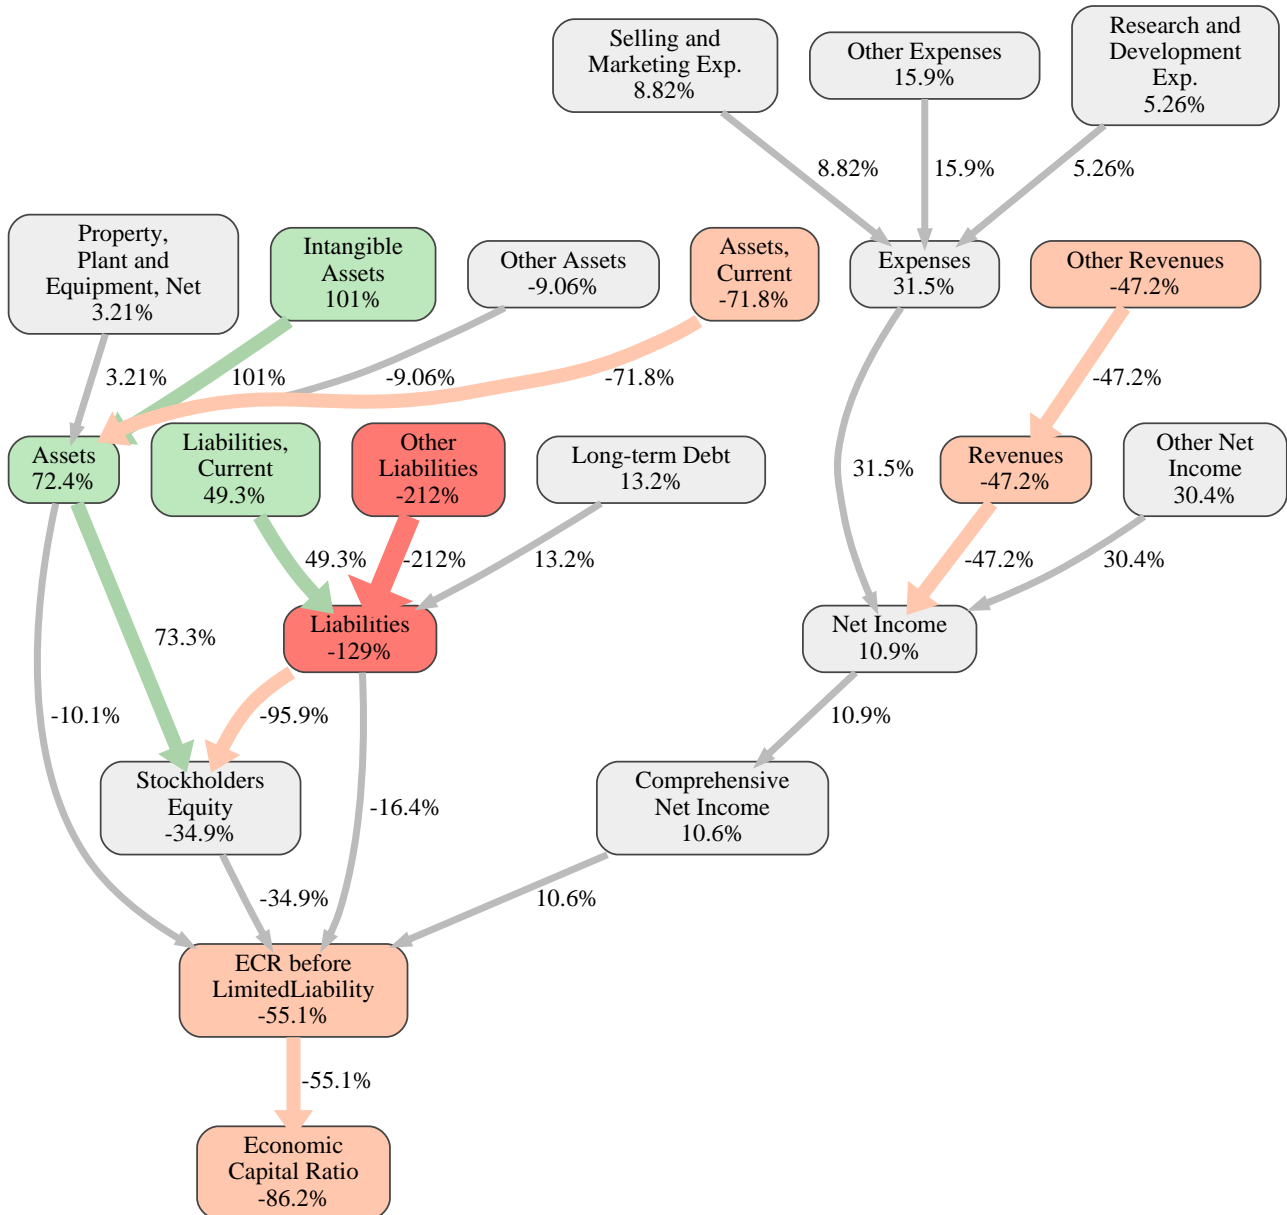 Selling and
Marketing Exp.
8.82%
Other Expenses
15.9%
Research and
Development
Exp.
5.26%
8.82%
15.9%
5.26%
Property,
Plant and
Equipment, Net
3.21%
Intangible
Assets
101%
Other Assets
-9.06%
Assets,
Current
-71.8%
Expenses
31.5%
Other Revenues
-47.2%
3.21%
101%
-9.06%
-71.8%
-47.2%
Assets
72.4%
Liabilities,
Current
49.3%
Other
Liabilities
-212%
Long-term Debt
13.2%
31.5%
Revenues
-47.2%
Other Net
Income
30.4%
49.3%
-212%
13.2%
-47.2%
30.4%
73.3%
Liabilities
-129%
Net Income
10.9%
-10.1%
-95.9%
10.9%
Stockholders
Equity
-34.9%
-16.4%
Comprehensive
Net Income
10.6%
-34.9%
10.6%
ECR before
LimitedLiability
-55.1%
-55.1%
Economic
Capital Ratio
-86.2%